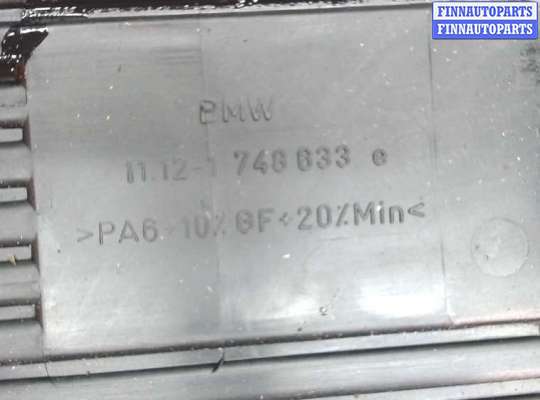 FINNAUTOPARTS
FINNAUTOPARTS
BMW
11.12-1 748 633 e
>PA6+10%GF+20%Min<